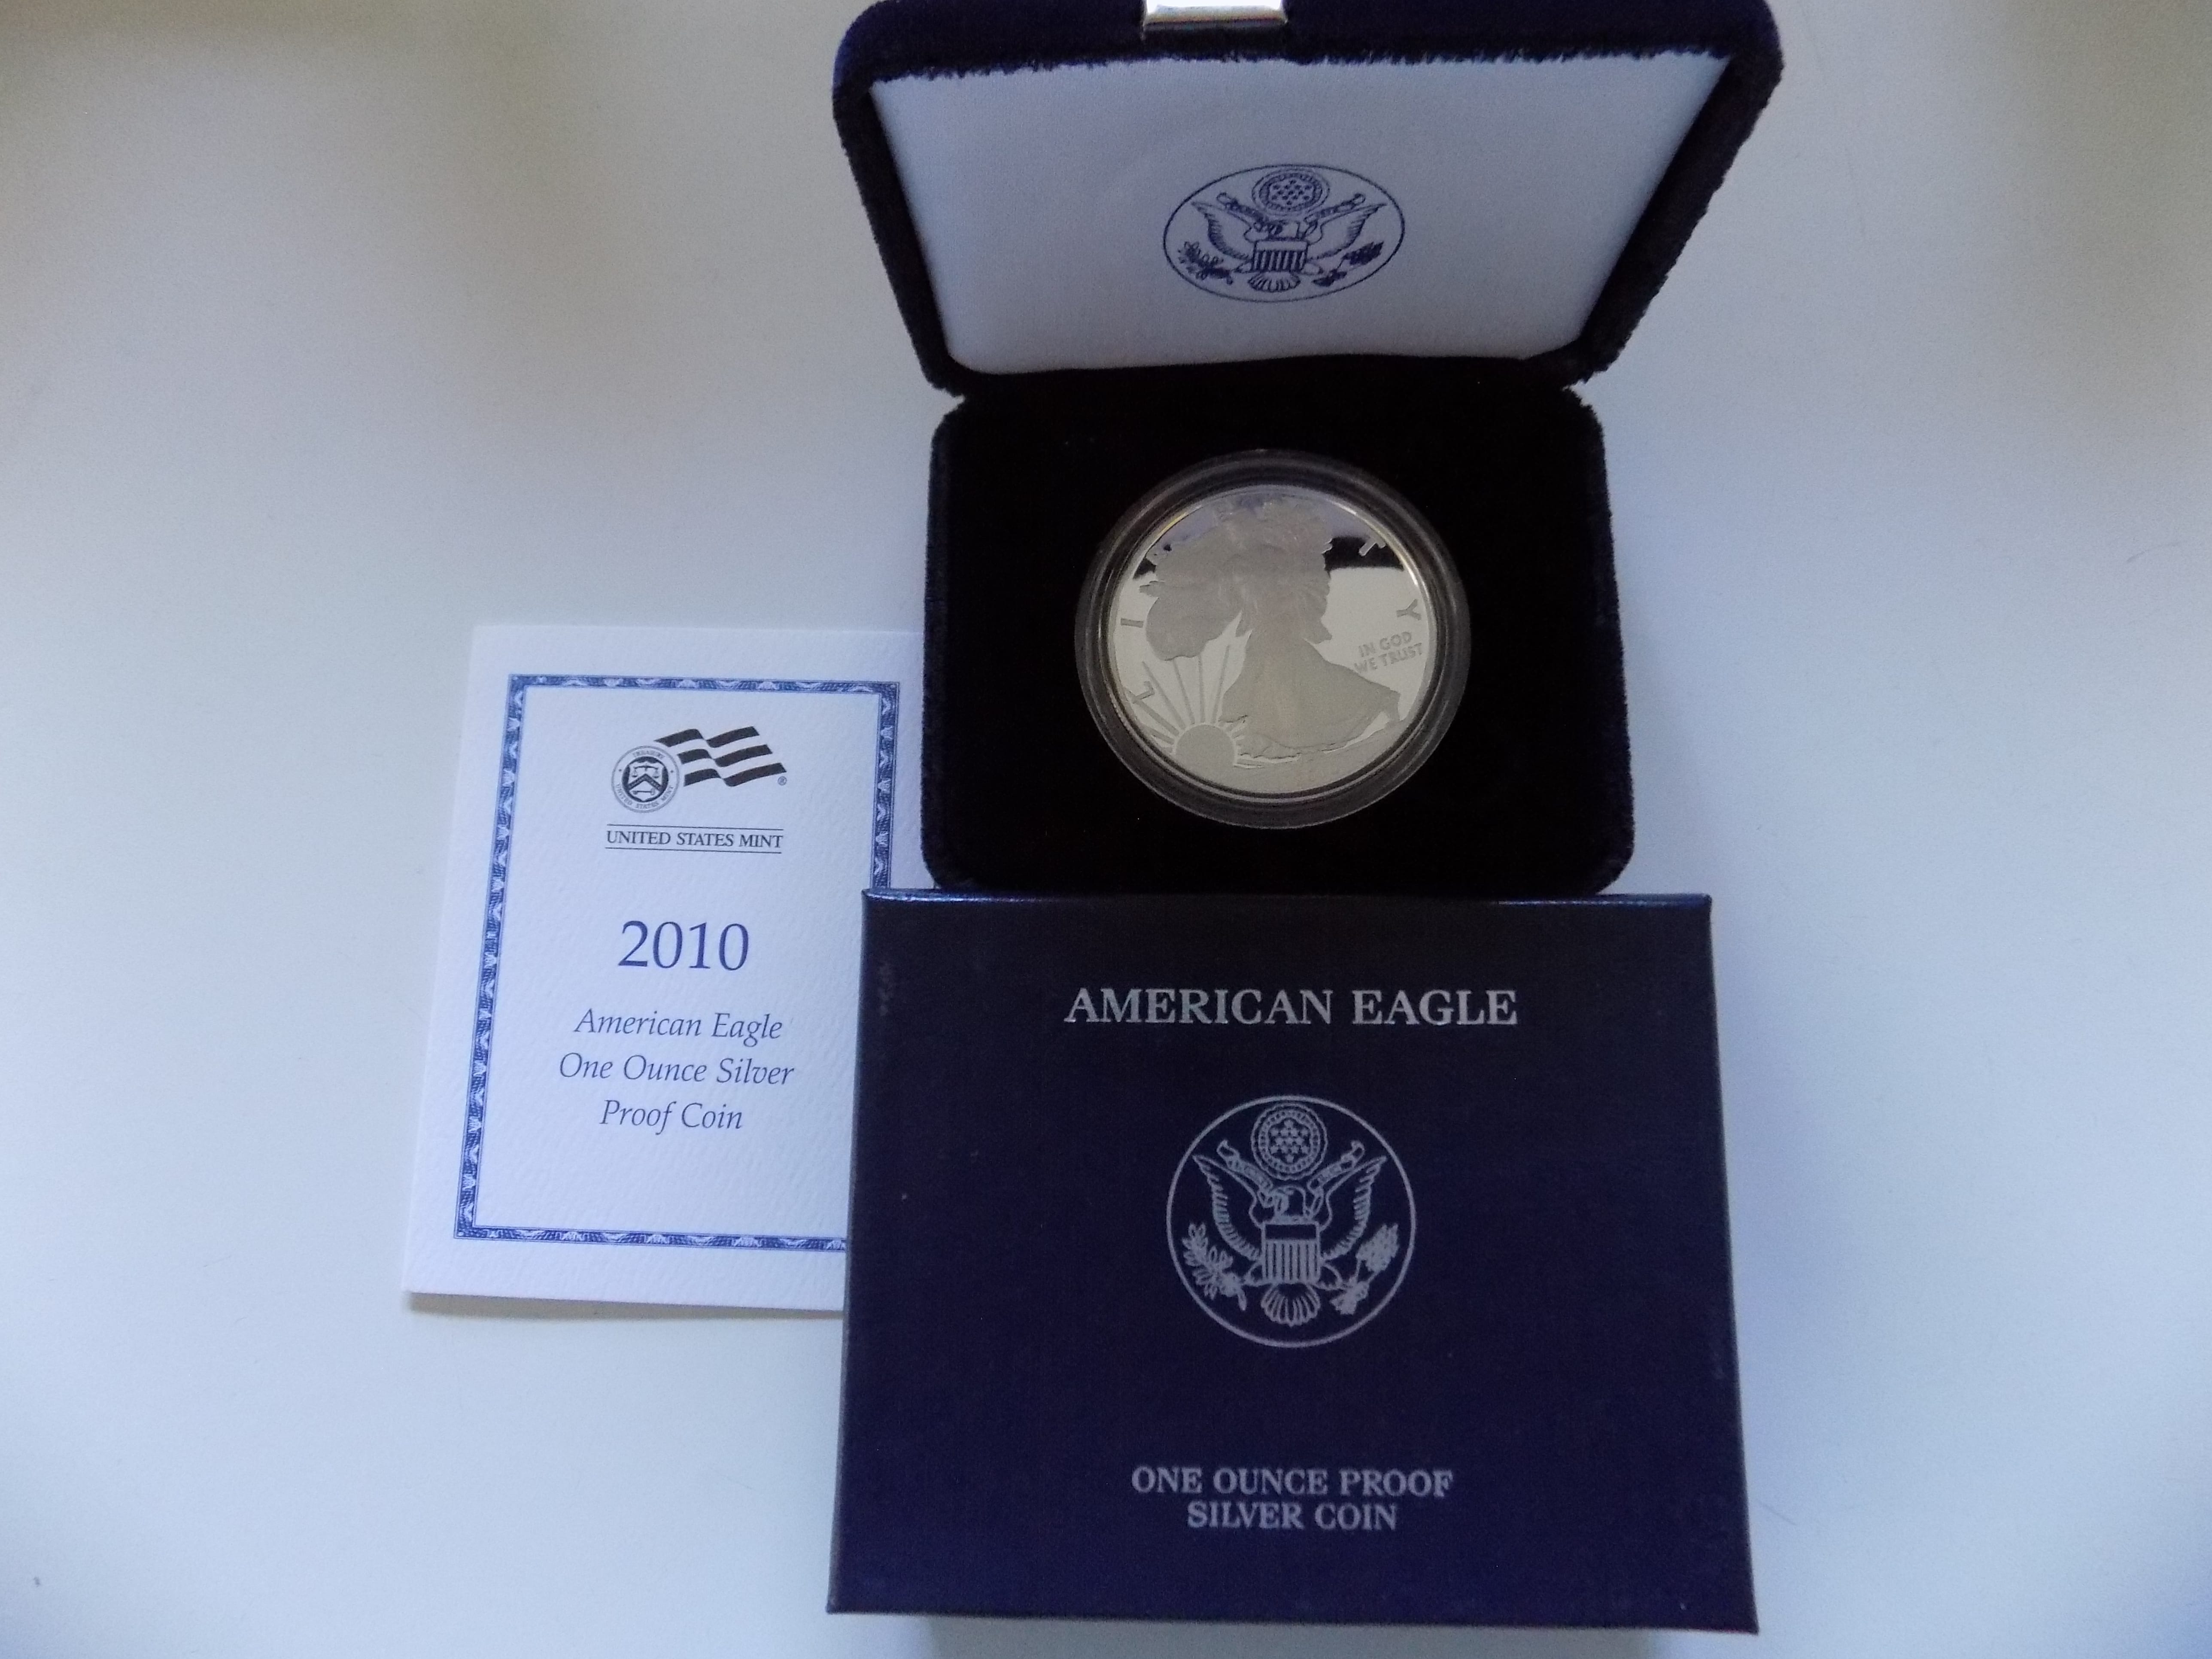 LIBERTY
IN GOD
WE TRUST
UNITED STATES MINT
2010
American Eagle
One Ounce Silver
Proof Coin
AMERICAN EAGLE
ONE OUNCE PROOF
SILVER COIN